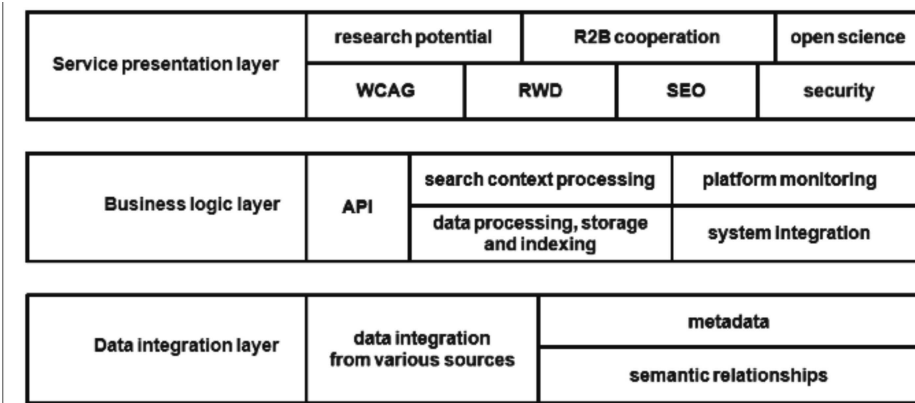 Service presentation layer
research potential
R2B cooperation
open science
WCAG
RWD
SEO
security
Business logic layer
API
search context processing
platform monitoring
data processing, storage
and indexing
system integration
Data integration layer
data integration
from various sources
metadata
semantic relationships